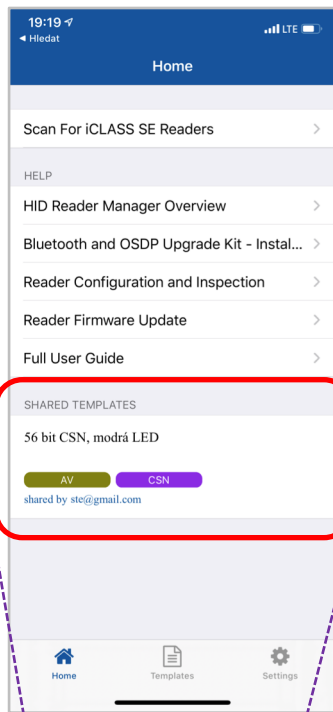 19:19
LTE
◀ Hledat
Home
Scan For iCLASS SE Readers
HELP
HID Reader Manager Overview
Bluetooth and OSDP Upgrade Kit - Instal...
Reader Configuration and Inspection
Reader Firmware Update
Full User Guide
SHARED TEMPLATES
56 bit CSN, modrá LED
AV CSN
shared by ste@gmail.com
Home Templates Settings